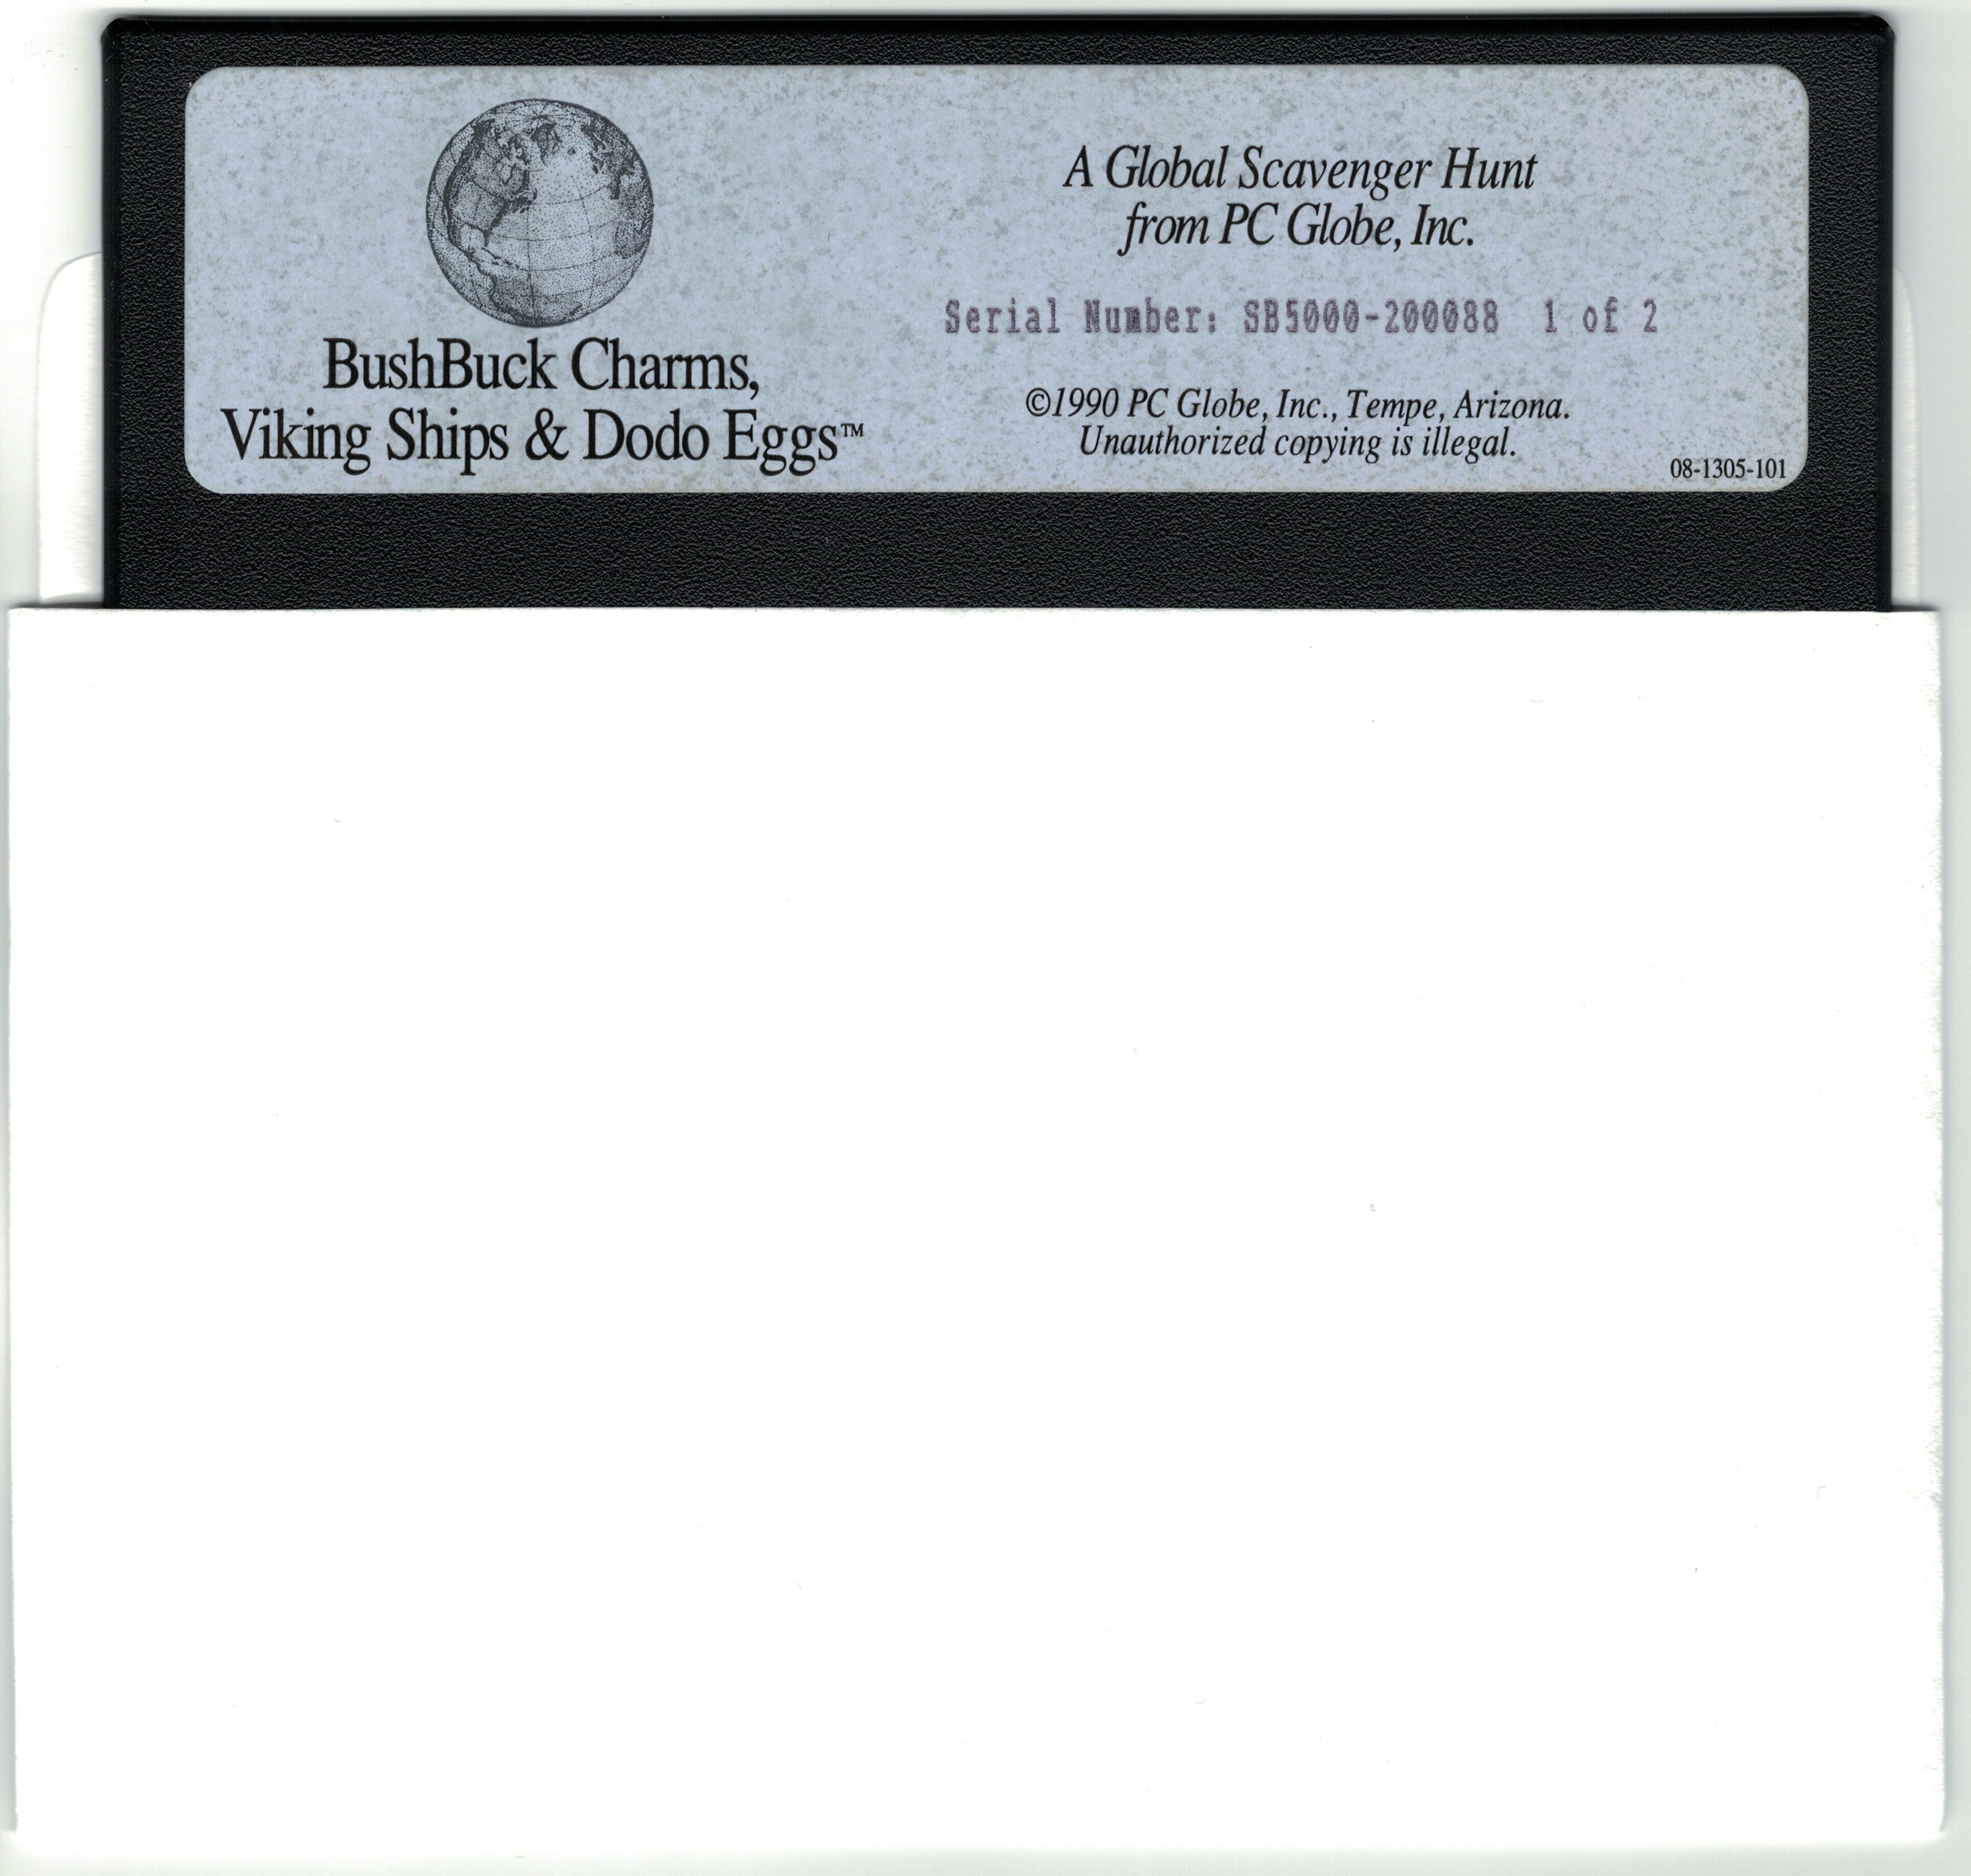 BushBuck Charms,
Viking Ships & Dodo Eggs™
A Global Scavenger Hunt
from PC Globe, Inc.
Serial Number: SB5000-200088 1 of 2
©1990 PC Globe, Inc., Tempe, Arizona.
Unauthorized copying is illegal.
08-1305-101